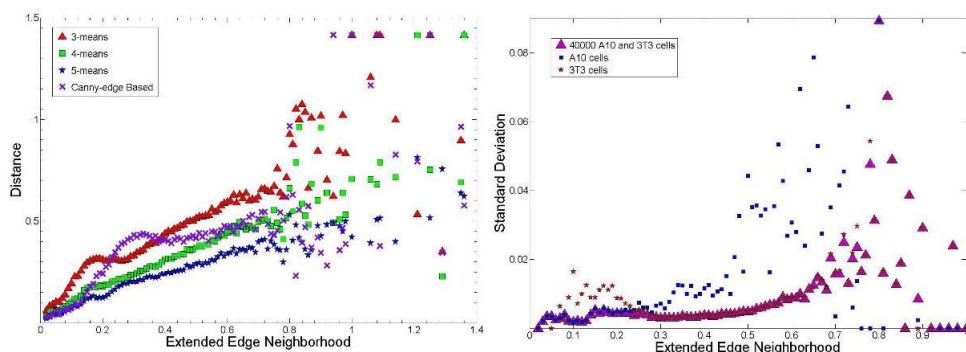 1.5
3-means
4-means
5-means
Canny-edge Based
1
0.5
Distance
0 0.2 0.4 0.6 0.8 1 1.2 1.4
Extended Edge Neighborhood
0.08
40000 A10 and 3T3 cells
A10 cells
3T3 cells
0.06
0.04
0.02
0
Standard Deviation
0 0.1 0.2 0.3 0.4 0.5 0.6 0.7 0.8 0.9
Extended Edge Neighborhood